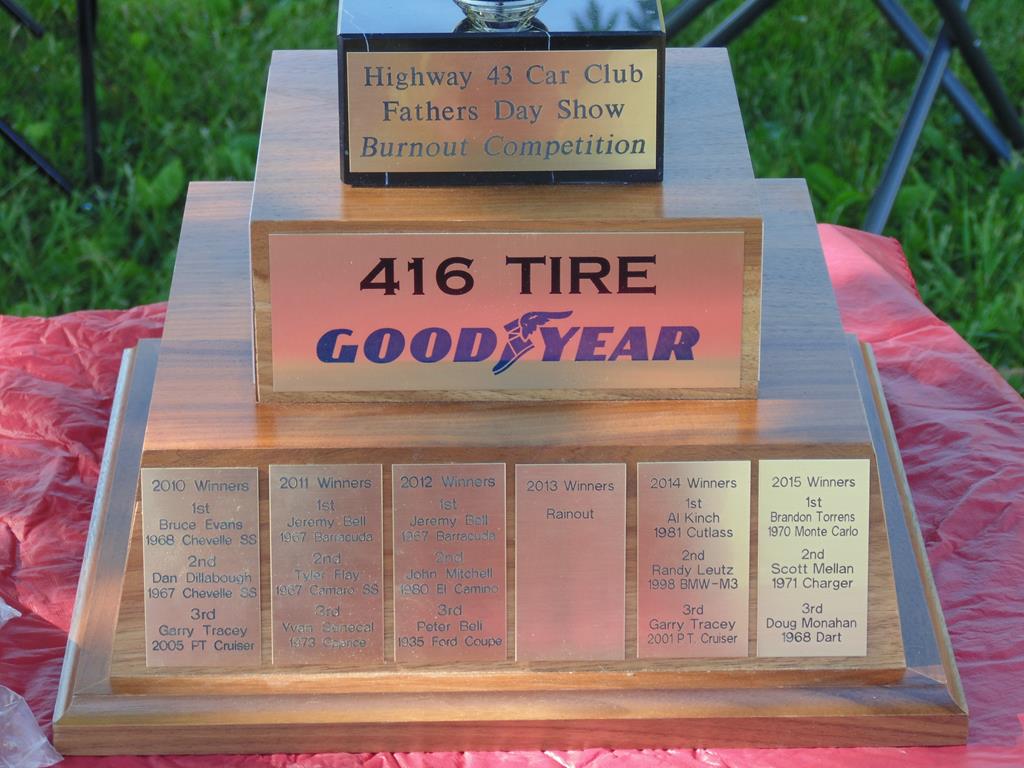 Highway 43 Car Club
Fathers Day Show
Burnout Competition
416 TIRE
GOODYEAR
2010 Winners
1st
Bruce Evans
1968 Chevelle SS
2nd
Dan Dillabough
1967 Chevelle SS
3rd
Garry Tracey
2005 PT Cruiser
2011 Winners
1st
Jeremy Bell
1967 Barracuda
2nd
Tyler Flay
1967 Camaro SS
3rd
Yvan Senecal
1973 Caprice
2012 Winners
1st
Jeremy Bell
1967 Barracuda
2nd
John Mitchell
1980 El Camino
3rd
Peter Bell
1935 Ford Coupe
2013 Winners
Rainout
2014 Winners
1st
Al Kinch
1981 Cutlass
2nd
Randy Leutz
1998 BMW-M3
3rd
Garry Tracey
2001 P.T. Cruiser
2015 Winners
1st
Brandon Torrens
1970 Monte Carlo
2nd
Scott Mellan
1971 Charger
3rd
Doug Monahan
1968 Dart